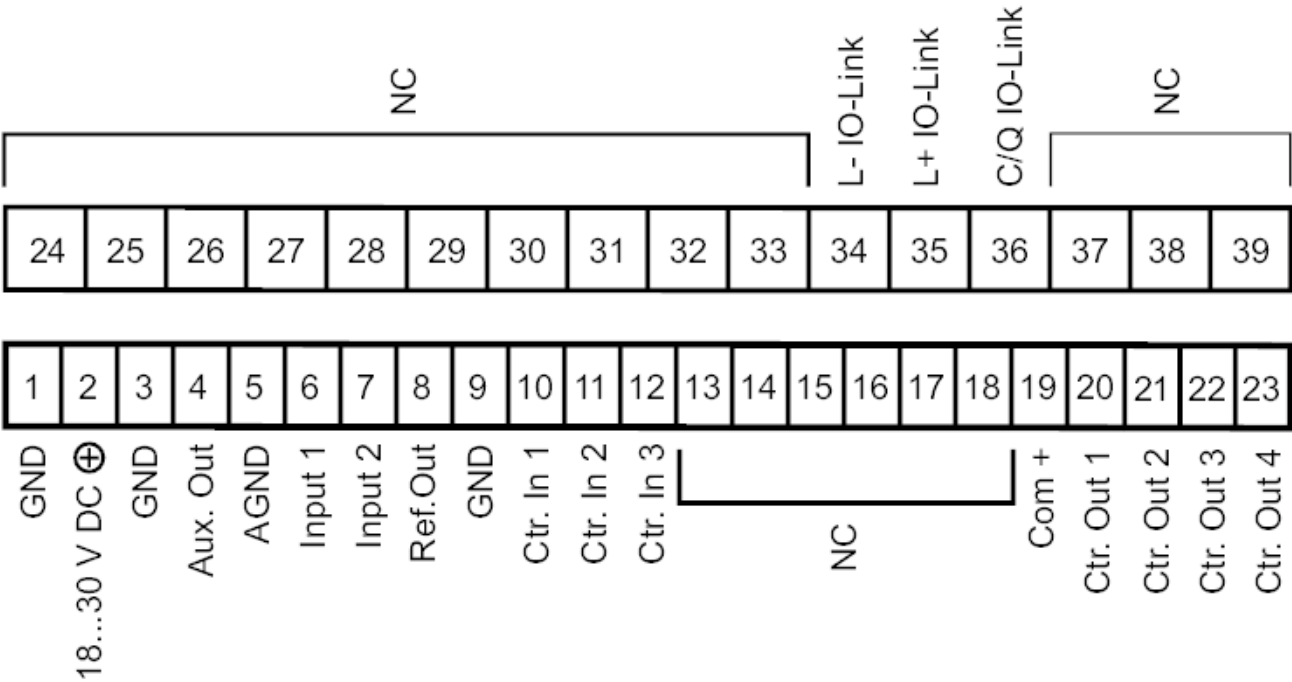 NC
L- IO-Link
L+ IO-Link
C/Q IO-Link
NC
24 25 26 27 28 29 30 31 32 33 34 35 36 37 38 39
1 2 3 4 5 6 7 8 9 10 11 12 13 14 15 16 17 18 19 20 21 22 23
GND
18...30 V DC ⊕
GND
Aux. Out
AGND
Input 1
Input 2
Ref.Out
GND
Ctr. In 1
Ctr. In 2
Ctr. In 3
NC
Com +
Ctr. Out 1
Ctr. Out 2
Ctr. Out 3
Ctr. Out 4